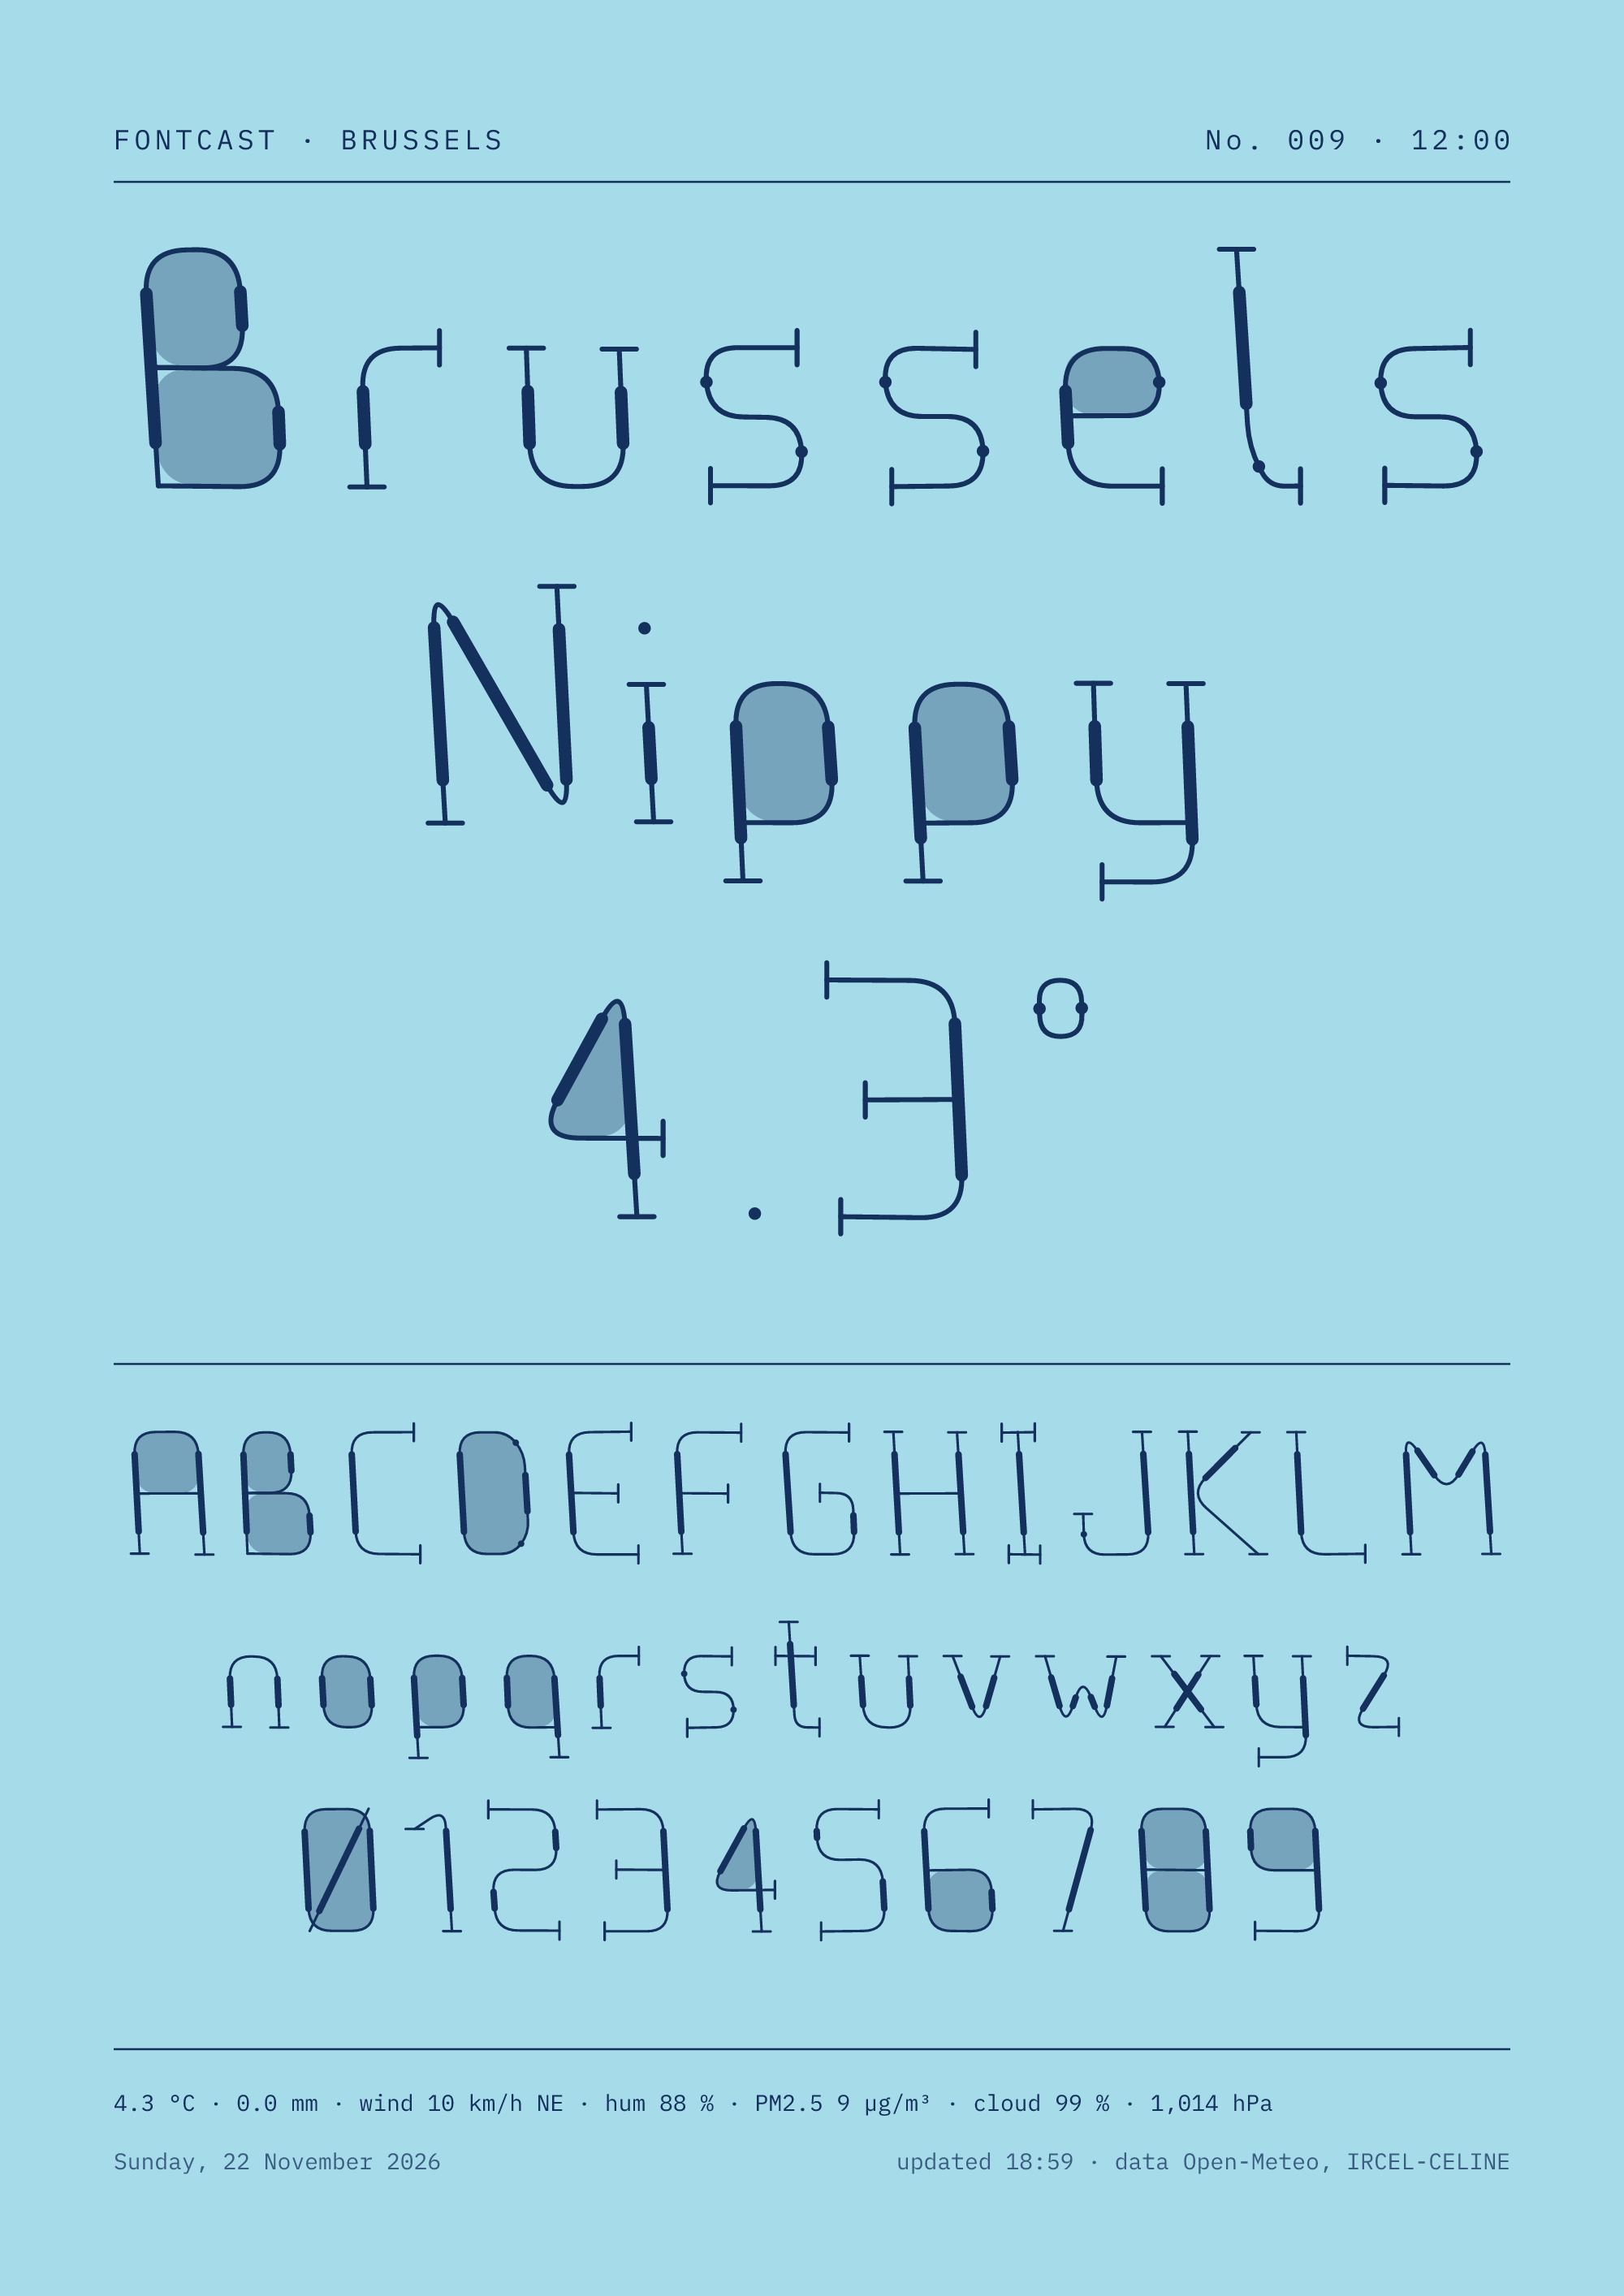 FONTCAST · BRUSSELS
No. 009 · 12:00
Brussels
Nippy
4.3°
ABCDEFGHIJKLM
nopqrstuvwxyz
0123456789
4.3 °C · 0.0 mm · wind 10 km/h NE · hum 88 % · PM2.5 9 µg/m³ · cloud 99 % · 1,014 hPa
Sunday, 22 November 2026
updated 18:59 · data Open-Meteo, IRCEL-CELINE